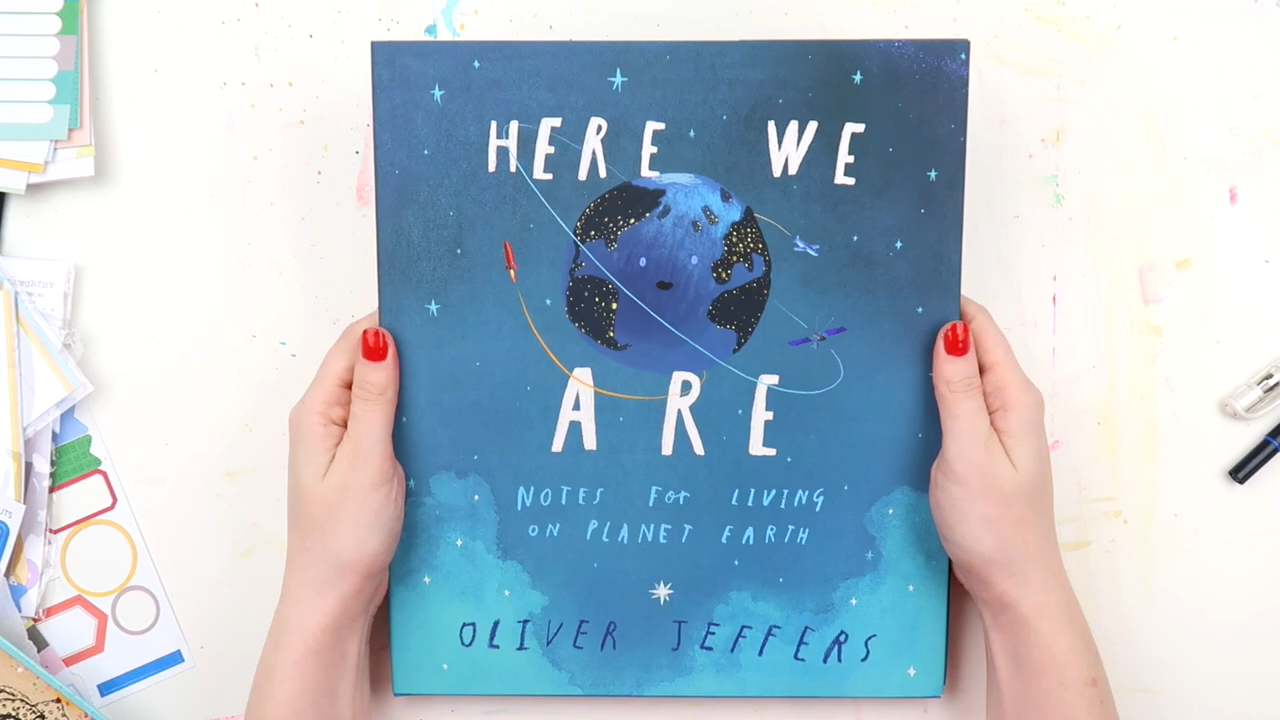 HERE WE
ARE
NOTES For LIVING
ON PLANET EARTH
OLIVER JEFFERS